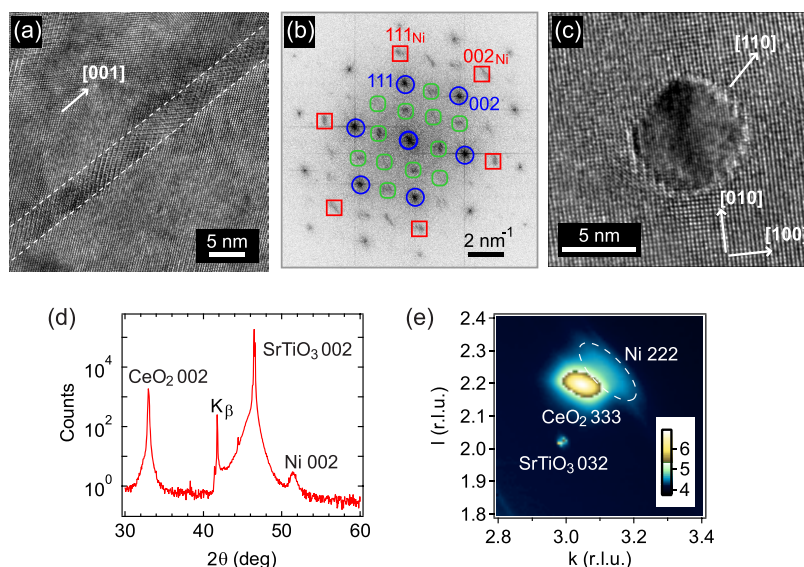 (a)
[001]
5 nm
(b)
111Ni
002Ni
111
002
2 nm-1
(c)
[110]
[010]
[100]
5 nm
(d)
Counts
10^4
10^2
10^0
CeO2 002
Kβ
SrTiO3 002
Ni 002
30
40
50
60
2θ (deg)
(e)
l (r.l.u.)
2.4
2.3
2.2
2.1
2.0
1.9
Ni 222
CeO2 333
SrTiO3 032
6
5
4
2.8
3.0
3.2
3.4
k (r.l.u.)